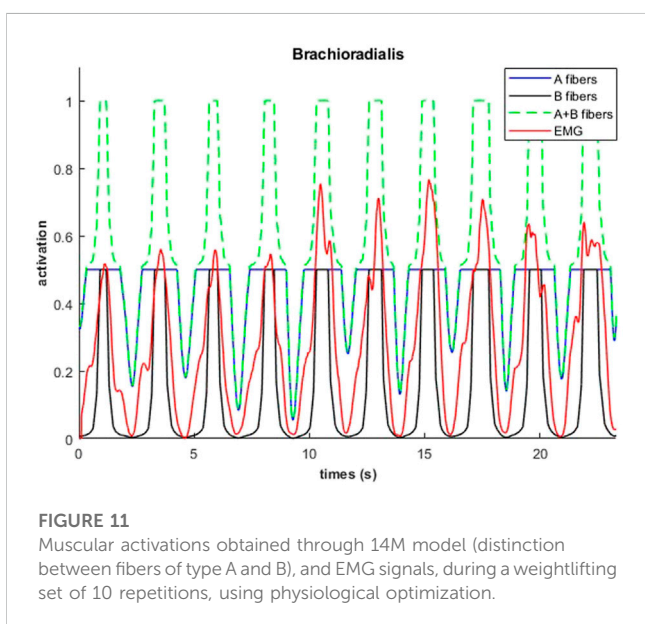 Brachioradialis
A fibers
B fibers
A+B fibers
EMG
1
0.8
0.6
0.4
0.2
0
activation
0
5
10
15
20
times (s)
FIGURE 11
Muscular activations obtained through 14M model (distinction
between fibers of type A and B), and EMG signals, during a weightlifting
set of 10 repetitions, using physiological optimization.